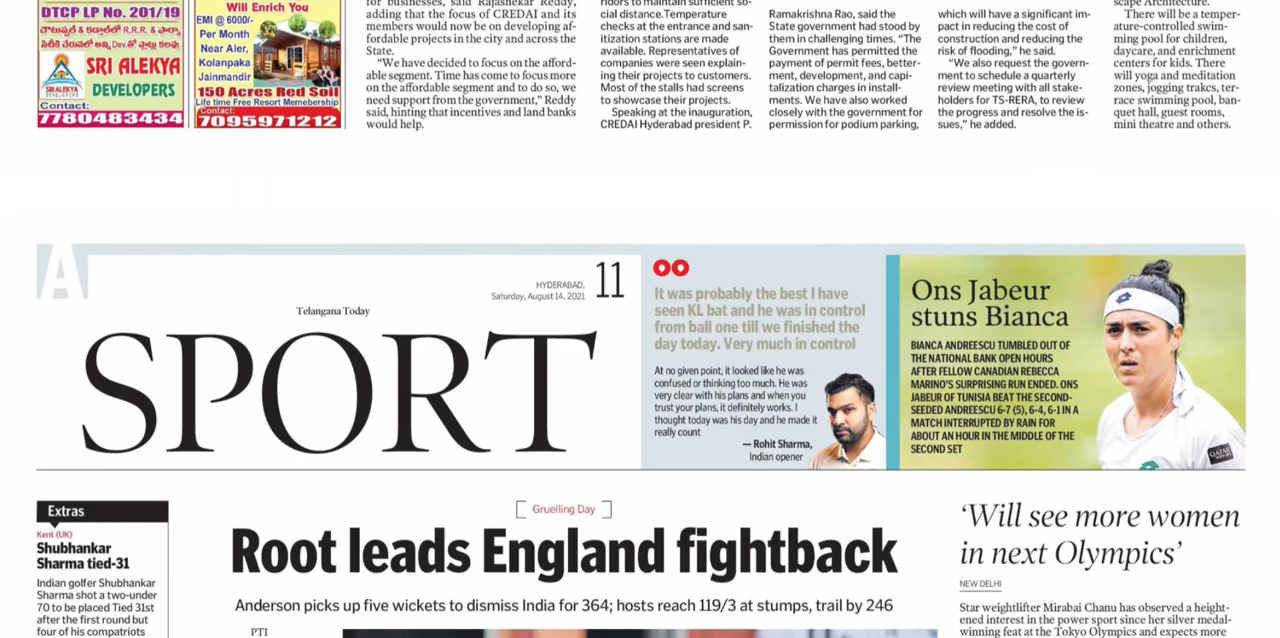 DTCP LP No. 201/19
SRI ALEKYA
DEVELOPERS
SRI ALEKYA
DEVELOPERS
Contact:
7780483434
Will Enrich You
EMI @ 6000/-
Per Month
Near Aler,
Kolanpaka
Jainmandir
150 Acres Red Soil
Life time Free Resort Memebership
Contact:
7095971212
for businesses, said Rajashekar Reddy,
adding that the focus of CREDAI and its
members would now be on developing af-
fordable projects in the city and across the
State.
“We have decided to focus on the afford-
able segment. Time has come to focus more
on the affordable segment and to do so, we
need support from the government,” Reddy
said, hinting that incentives and land banks
would help.
ridors to maintain sufficient so-
cial distance.Temperature
checks at the entrance and san-
itization stations are made
available. Representatives of
companies were seen explain-
ing their projects to customers.
Most of the stalls had screens
to showcase their projects.
Speaking at the inauguration,
CREDAI Hyderabad president P.
Ramakrishna Rao, said the
State government had stood by
them in challenging times. “The
Government has permitted the
payment of permit fees, better-
ment, development, and capi-
talization charges in install-
ments. We have also worked
closely with the government for
permission for podium parking,
which will have a significant im-
pact in reducing the cost of
construction and reducing the
risk of flooding,” he said.
“We also request the govern-
ment to schedule a quarterly
review meeting with all stake-
holders for TS-RERA, to review
the progress and resolve the is-
sues,” he added.
scape Architecture.
There will be a temper-
ature-controlled swim-
ming pool for children,
daycare, and enrichment
centers for kids. There
will yoga and meditation
zones, jogging trakcs, ter-
race swimming pool, ban-
quet hall, guest rooms,
mini theatre and others.
A
HYDERABAD,
Saturday, August 14, 2021
11
Telangana Today
SPORT
It was probably the best I have
seen KL bat and he was in control
from ball one till we finished the
day today. Very much in control
At no given point, it looked like he was
confused or thinking too much. He was
very clear with his plans and when you
trust your plans, it definitely works. I
thought today was his day and he made it
really count
— Rohit Sharma,
Indian opener
Ons Jabeur
stuns Bianca
BIANCA ANDREESCU TUMBLED OUT OF
THE NATIONAL BANK OPEN HOURS
AFTER FELLOW CANADIAN REBECCA
MARINO’S SURPRISING RUN ENDED. ONS
JABEUR OF TUNISIA BEAT THE SECOND-
SEEDED ANDREESCU 6-7 (5), 6-4, 6-1 IN A
MATCH INTERRUPTED BY RAIN FOR
ABOUT AN HOUR IN THE MIDDLE OF THE
SECOND SET
QATAR
Extras
Kent (UK)
Shubhankar
Sharma tied-31
Indian golfer Shubhankar
Sharma shot a two-under
70 to be placed Tied 31st
after the first round but
four of his compatriots
[ Gruelling Day ]
Root leads England fightback
Anderson picks up five wickets to dismiss India for 364; hosts reach 119/3 at stumps, trail by 246
PTI
‘Will see more women
in next Olympics’
NEW DELHI
Star weightlifter Mirabai Chanu has observed a height-
ened interest in the power sport since her silver medal-
winning feat at the Tokyo Olympics and expects more